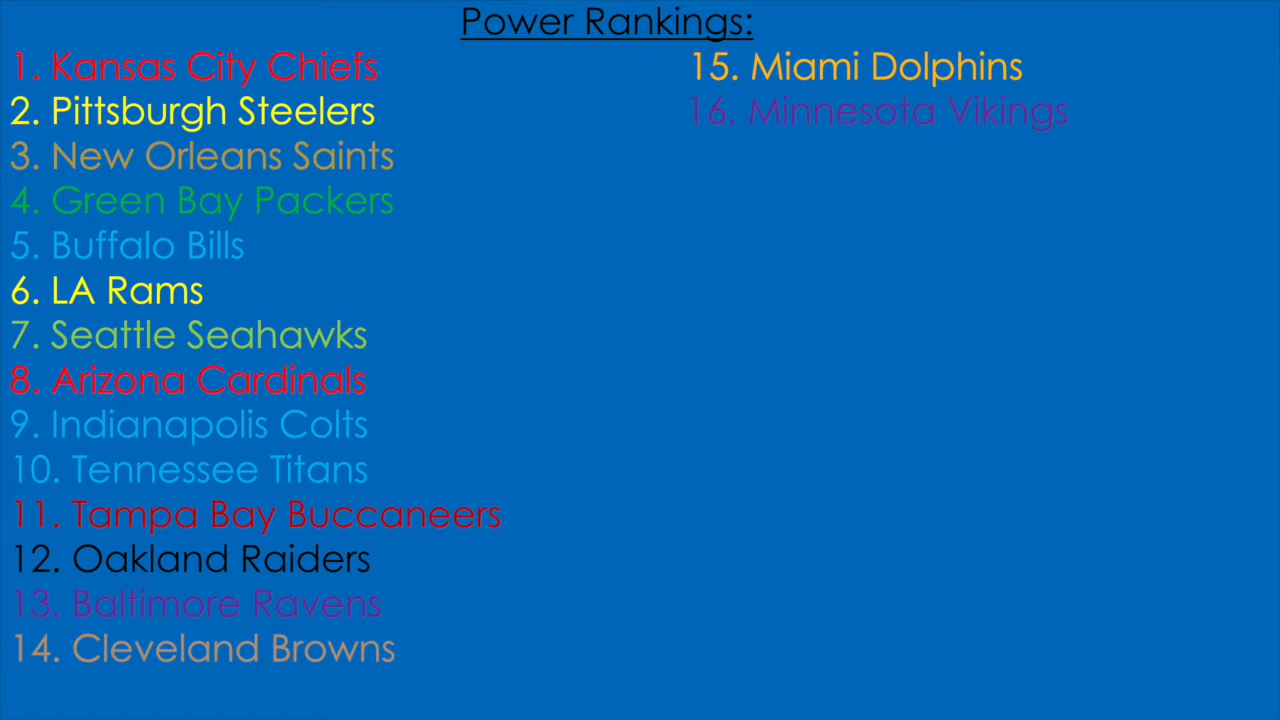 Power Rankings:
1. Kansas City Chiefs
2. Pittsburgh Steelers
3. New Orleans Saints
4. Green Bay Packers
5. Buffalo Bills
6. LA Rams
7. Seattle Seahawks
8. Arizona Cardinals
9. Indianapolis Colts
10. Tennessee Titans
11. Tampa Bay Buccaneers
12. Oakland Raiders
13. Baltimore Ravens
14. Cleveland Browns
15. Miami Dolphins
16. Minnesota Vikings